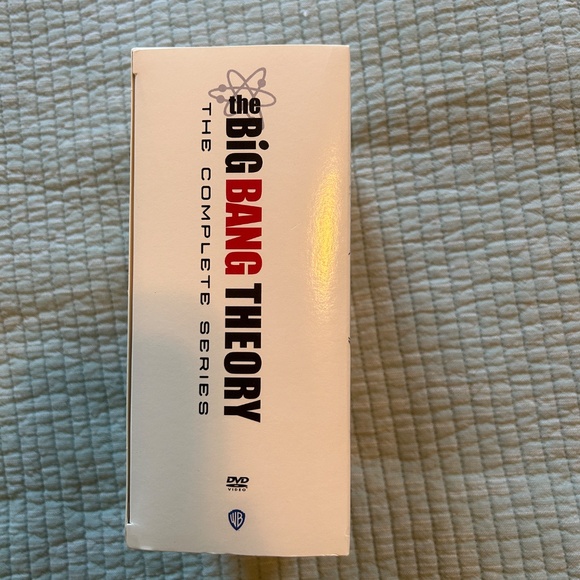 the BiG BANG THEORY
THE COMPLETE SERIES
DVD
VIDEO
WB